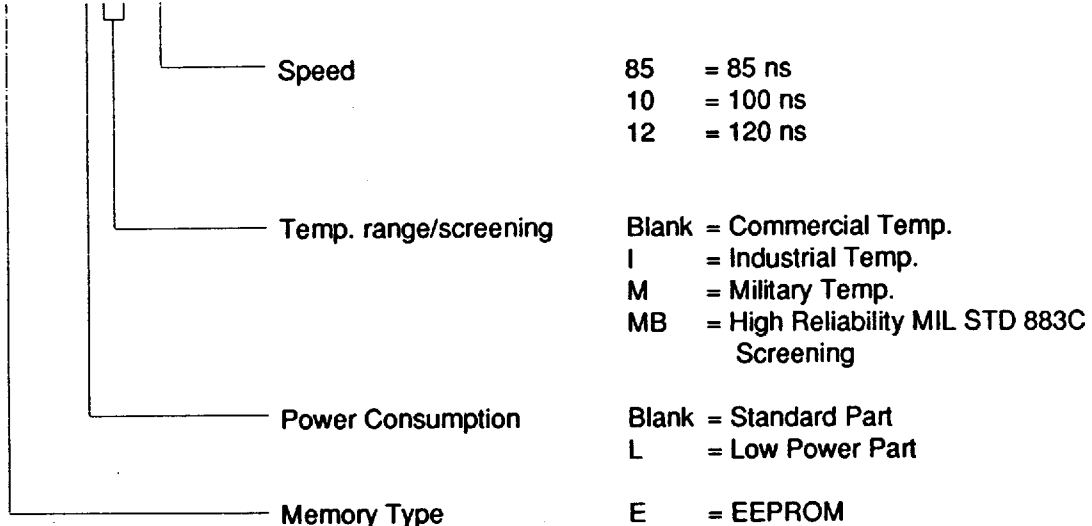 Speed 85 = 85 ns
10 = 100 ns
12 = 120 ns
Temp. range/screening Blank = Commercial Temp.
I = Industrial Temp.
M = Military Temp.
MB = High Reliability MIL STD 883C
Screening
Power Consumption Blank = Standard Part
L = Low Power Part
Memory Type E = EEPROM